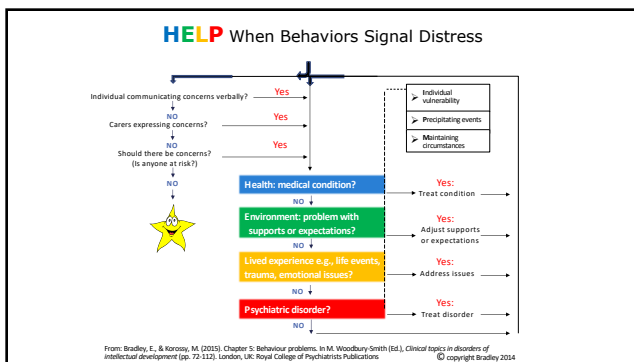 HELP When Behaviors Signal Distress
Individual communicating concerns verbally?
Yes
NO
Carers expressing concerns?
Yes
NO
Should there be concerns?
(Is anyone at risk?)
Yes
NO
➢ Individual
vulnerability
➢ Precipitating events
➢ Maintaining
circumstances
Health: medical condition?
Yes:
Treat condition
NO
Environment: problem with
supports or expectations?
Yes:
Adjust supports
or expectations
NO
Lived experience e.g., life events,
trauma, emotional issues?
Yes:
Address issues
NO
Psychiatric disorder?
Yes:
Treat disorder
NO
From: Bradley, E., & Korossy, M. (2015). Chapter 5: Behaviour problems. In M. Woodbury-Smith (Ed.), Clinical topics in disorders of
intellectual development (pp. 72-112). London, UK: Royal College of Psychiatrists Publications
© copyright Bradley 2014